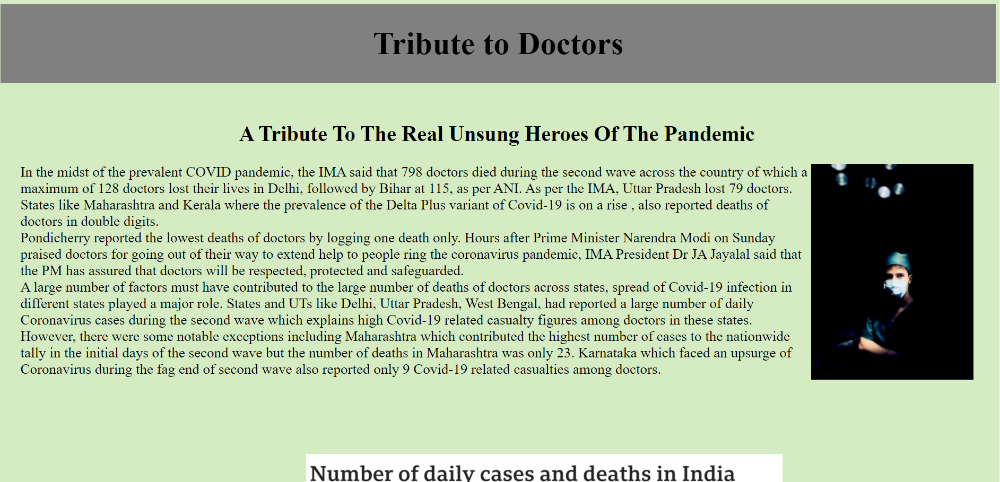 Tribute to Doctors
A Tribute To The Real Unsung Heroes Of The Pandemic
In the midst of the prevalent COVID pandemic, the IMA said that 798 doctors died during the second wave across the country of which a
maximum of 128 doctors lost their lives in Delhi, followed by Bihar at 115, as per ANI. As per the IMA, Uttar Pradesh lost 79 doctors.
States like Maharashtra and Kerala where the prevalence of the Delta Plus variant of Covid-19 is on a rise , also reported deaths of
doctors in double digits.
Pondicherry reported the lowest deaths of doctors by logging one death only. Hours after Prime Minister Narendra Modi on Sunday
praised doctors for going out of their way to extend help to people ring the coronavirus pandemic, IMA President Dr JA Jayalal said that
the PM has assured that doctors will be respected, protected and safeguarded.
A large number of factors must have contributed to the large number of deaths of doctors across states, spread of Covid-19 infection in
different states played a major role. States and UTs like Delhi, Uttar Pradesh, West Bengal, had reported a large number of daily
Coronavirus cases during the second wave which explains high Covid-19 related casualty figures among doctors in these states.
However, there were some notable exceptions including Maharashtra which contributed the highest number of cases to the nationwide
tally in the initial days of the second wave but the number of deaths in Maharashtra was only 23. Karnataka which faced an upsurge of
Coronavirus during the fag end of second wave also reported only 9 Covid-19 related casualties among doctors.
Number of daily cases and deaths in India